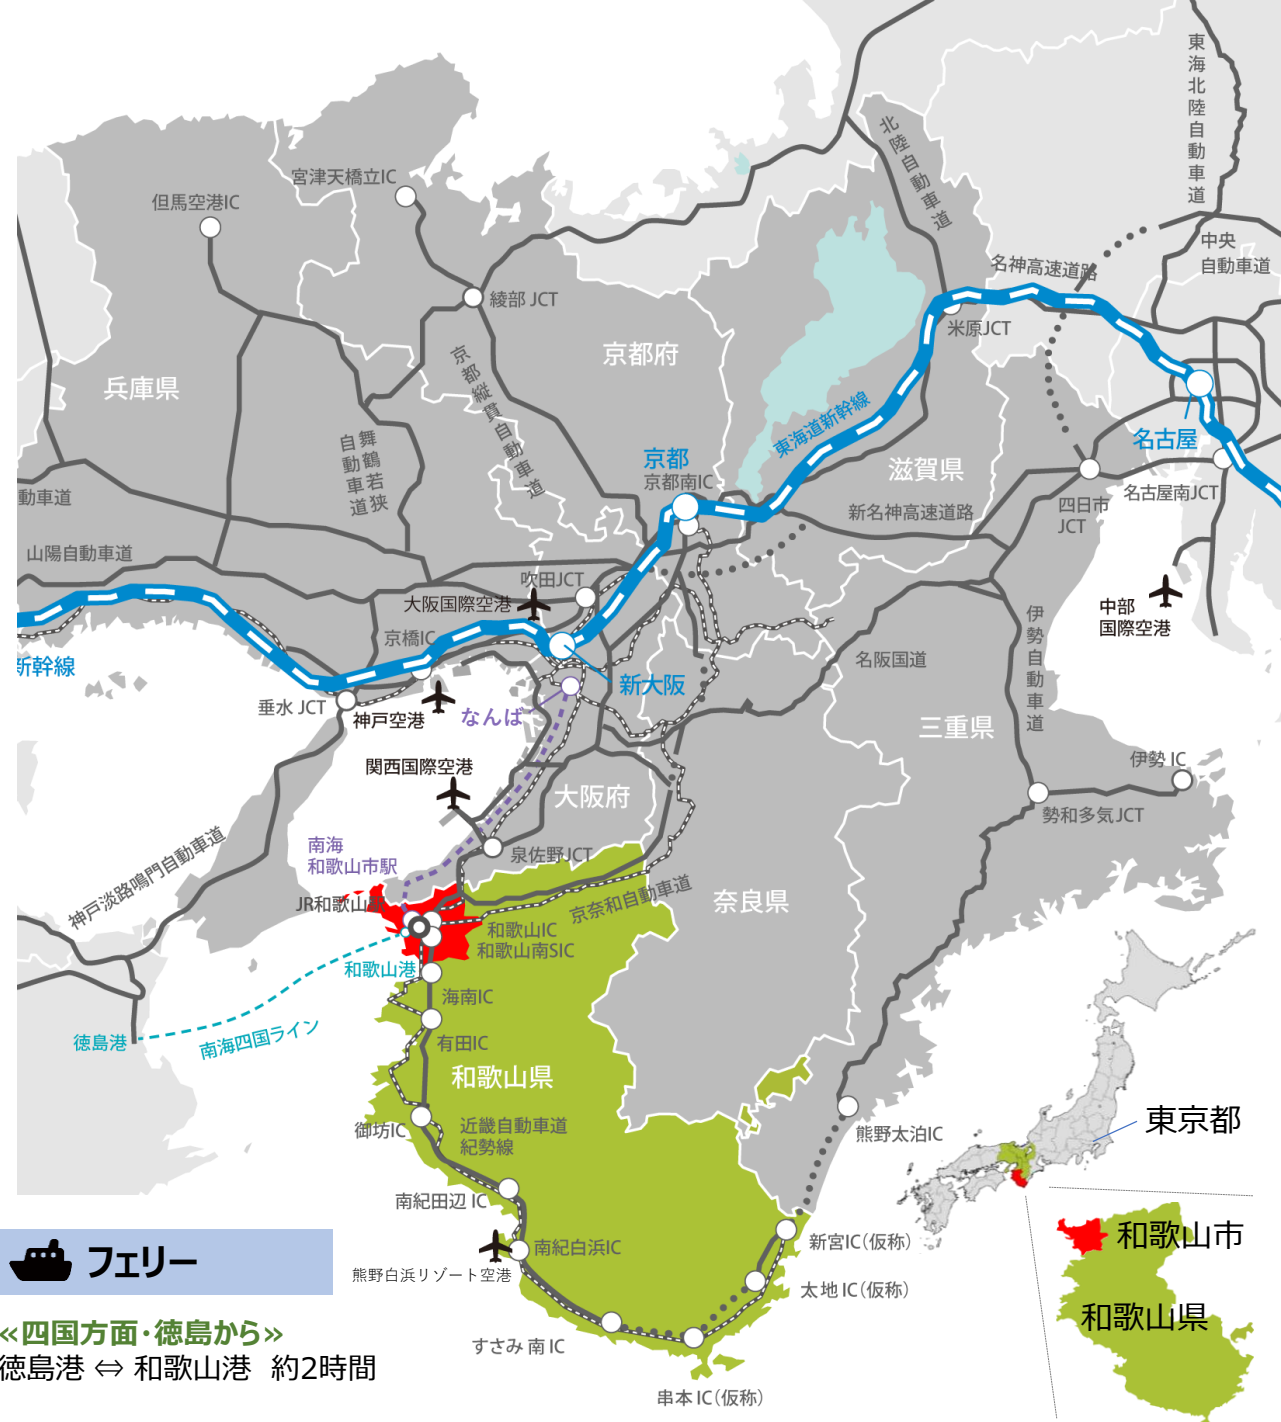 東海北陸自動車道
北陸自動車道
宮津天橋立IC
但馬空港IC
中央
自動車道
名神高速道路
綾部 JCT
米原JCT
京都府
京都縦貫自動車道
兵庫県
東海道新幹線
名古屋
舞鶴若狭
自動車道
京都
京都南IC
滋賀県
動車道
名古屋南JCT
四日市
JCT
新名神高速道路
山陽自動車道
吹田JCT
大阪国際空港
中部
国際空港
京橋IC
伊勢自動車道
名阪国道
新幹線
新大阪
垂水 JCT
神戸空港
なんば
三重県
関西国際空港
伊勢 IC
大阪府
勢和多気JCT
南海
和歌山市駅
泉佐野JCT
神戸淡路鳴門自動車道
JR和歌山駅
京奈和自動車道
奈良県
和歌山IC
和歌山南SIC
和歌山港
海南IC
徳島港
南海四国ライン
有田IC
和歌山県
御坊IC
近畿自動車道
紀勢線
熊野太泊IC
東京都
南紀田辺 IC
南紀白浜IC
熊野白浜リゾート空港
新宮IC(仮称)
太地 IC(仮称)
和歌山市
和歌山県
フェリー
すさみ 南 IC
串本 IC(仮称)
≪四国方面・徳島から≫
徳島港 ⇔ 和歌山港 約2時間